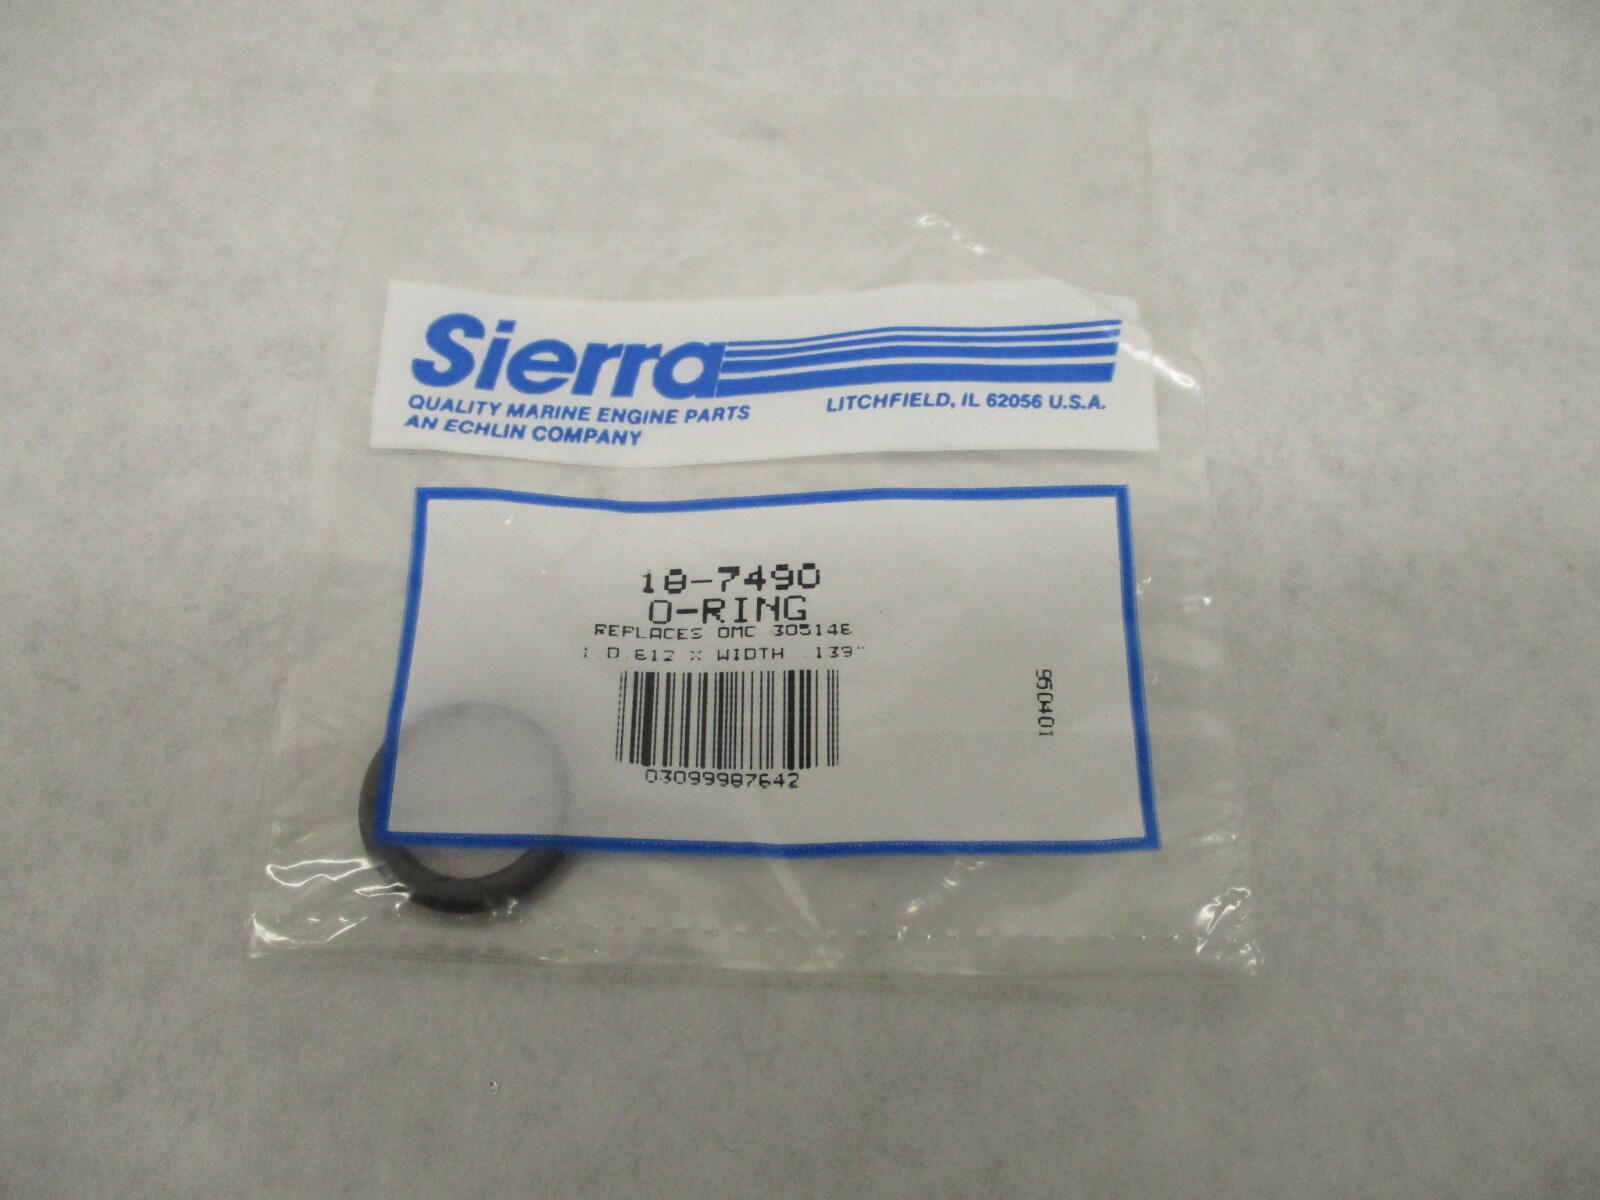 Sierra
QUALITY MARINE ENGINE PARTS
AN ECHLIN COMPANY
LITCHFIELD, IL 62056 U.S.A.
18-7490
O-RING
REPLACES OMC 305146
I D .612 X WIDTH .139"
03099987642
950401